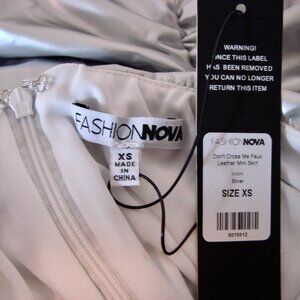 WARNING!
ONCE THIS LABEL
HAS BEEN REMOVED
YOU CAN NO LONGER
RETURN THIS ITEM
FASHIONNOVA
XS
MADE
IN
CHINA
FASHIONNOVA
Don't Cross Me Faux
Leather Mini Skirt
Silver
SIZE XS
5075512